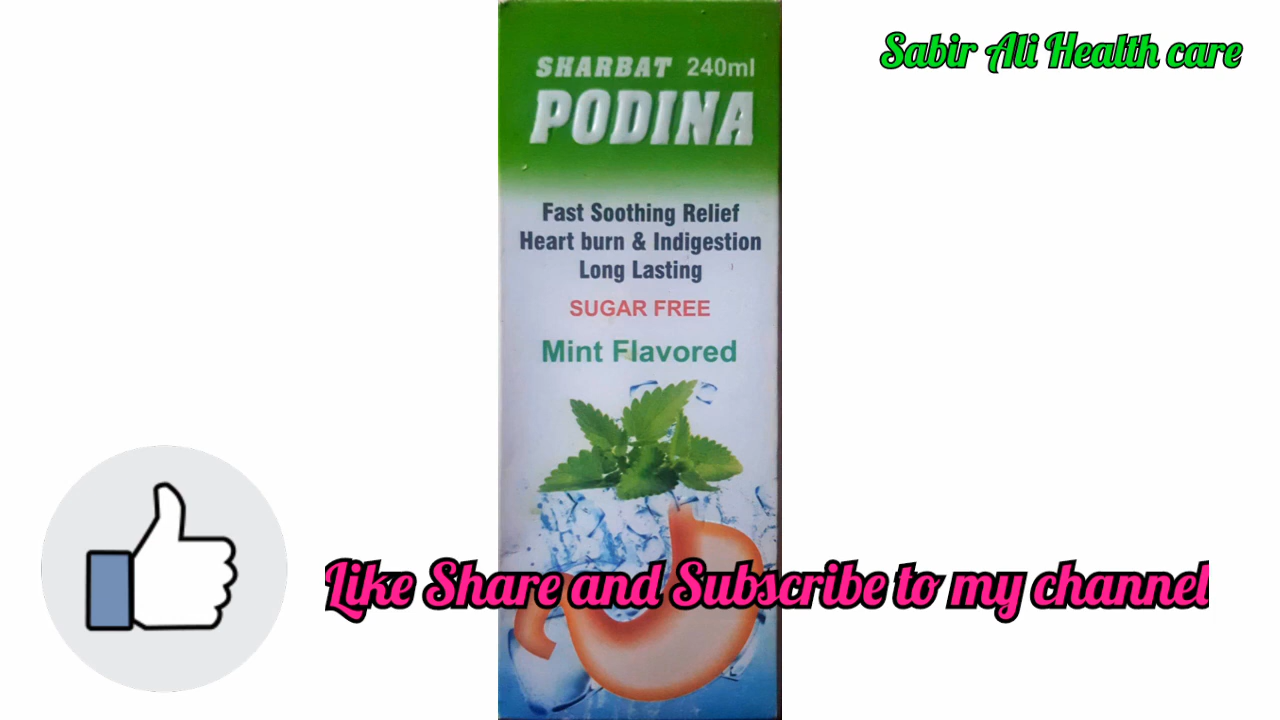 Sabir Ali Health care
SHARBAT 240ml
PODINA
Fast Soothing Relief
Heart burn & Indigestion
Long Lasting
SUGAR FREE
Mint Flavored
Like Share and Subscribe to my channel